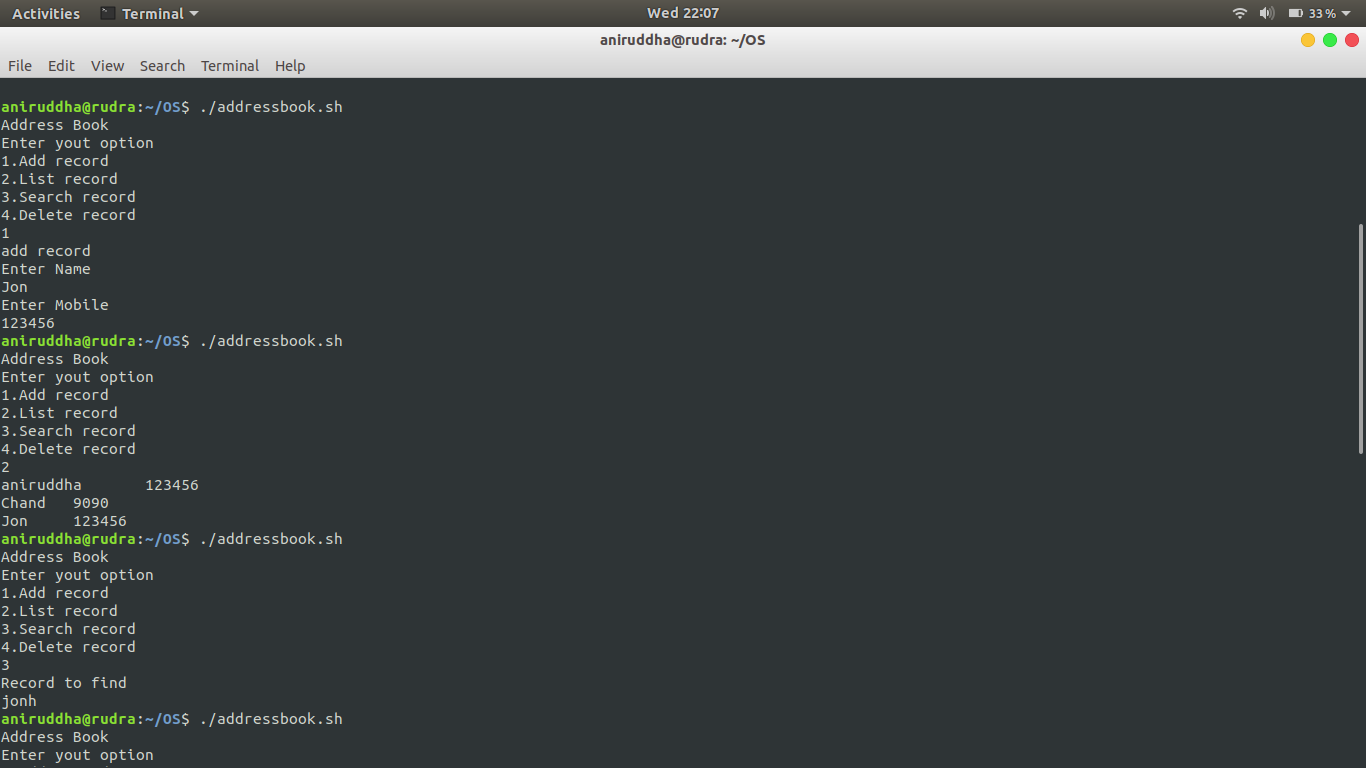 Activities Terminal Wed 22:07 33%
aniruddha@rudra: ~/OS
File Edit View Search Terminal Help
aniruddha@rudra:~/OS$ ./addressbook.sh
Address Book
Enter yout option
1.Add record
2.List record
3.Search record
4.Delete record
1
add record
Enter Name
Jon
Enter Mobile
123456
aniruddha@rudra:~/OS$ ./addressbook.sh
Address Book
Enter yout option
1.Add record
2.List record
3.Search record
4.Delete record
2
aniruddha 123456
Chand 9090
Jon 123456
aniruddha@rudra:~/OS$ ./addressbook.sh
Address Book
Enter yout option
1.Add record
2.List record
3.Search record
4.Delete record
3
Record to find
jonh
aniruddha@rudra:~/OS$ ./addressbook.sh
Address Book
Enter yout option